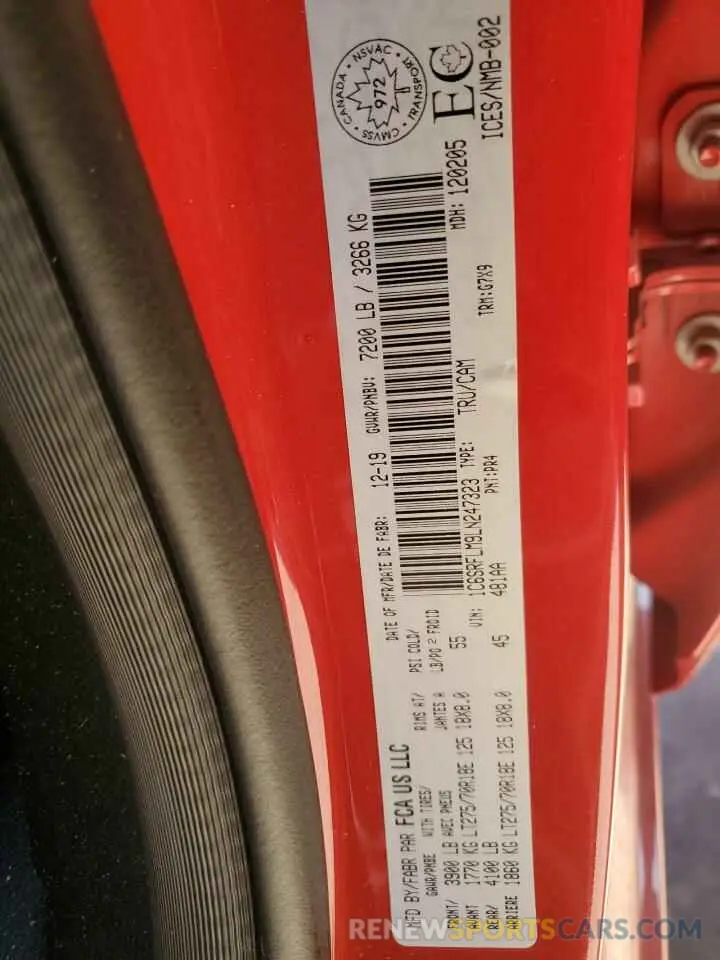 MFD BY/FABR PAR FCA US LLC
DATE OF MFR/DATE DE FABR: 12-19 GVWR/PNBV: 7200 LB / 3266 KG
GAWR/PNBE WITH TIRES/ RIMS AT/ PSI COLD/
AVEC PNEUS JANTES A LB/PO² FROID
FRONT/ 3900 LB
AVANT 1770 KG LT275/70R18E 125 18X8.0 55
REAR/ 4100 LB
ARRIERE 1860 KG LT275/70R18E 125 18X8.0 45
MDH: 120205
VIN: 1C6SRFLM9LN247323 TYPE: TRU/CAM
481AA PNT:PR4 TRM:G7X9
CANADA • NSVAC • TRANSPORT • CMVSS
972
EC
ICES/NMB-002
RENEWSPORTSCARS.COM